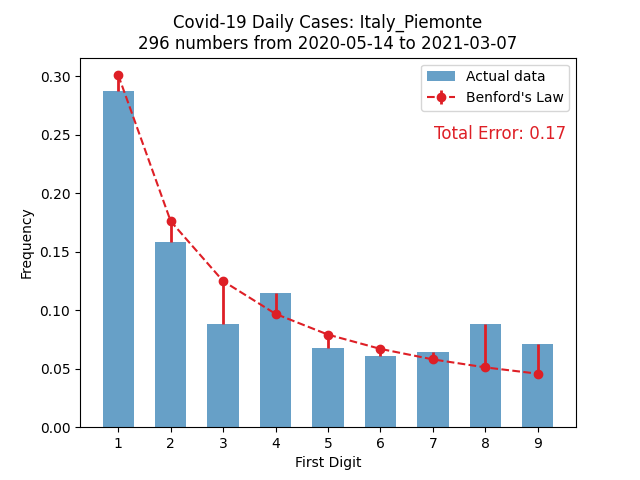 Covid-19 Daily Cases: Italy_Piemonte
296 numbers from 2020-05-14 to 2021-03-07
Actual data
Benford's Law
Total Error: 0.17
Frequency
0.30
0.25
0.20
0.15
0.10
0.05
0.00
1 2 3 4 5 6 7 8 9
First Digit